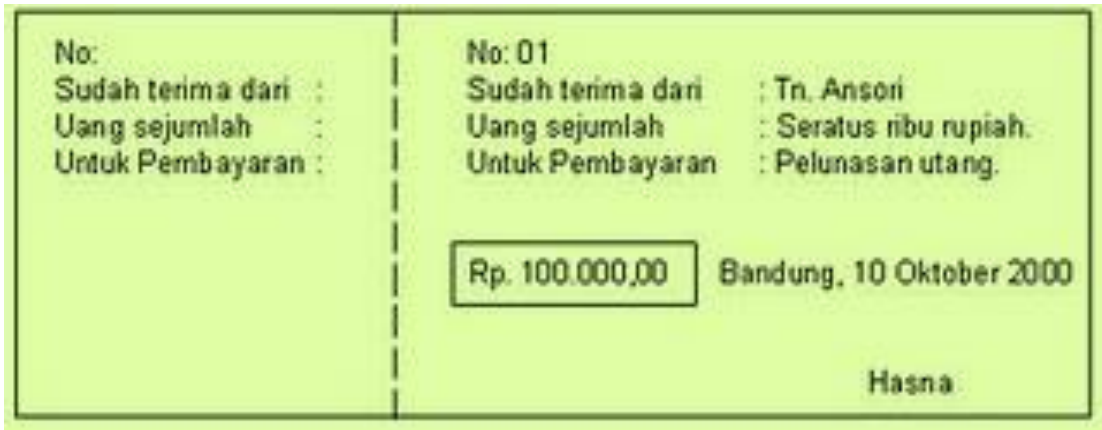 No:
Sudah terima dari :
Uang sejumlah :
Untuk Pembayaran :
No: 01
Sudah terima dari : Tn. Ansori
Uang sejumlah : Seratus ribu rupiah.
Untuk Pembayaran : Pelunasan utang.
Rp. 100.000,00 Bandung, 10 Oktober 2000
Hasna